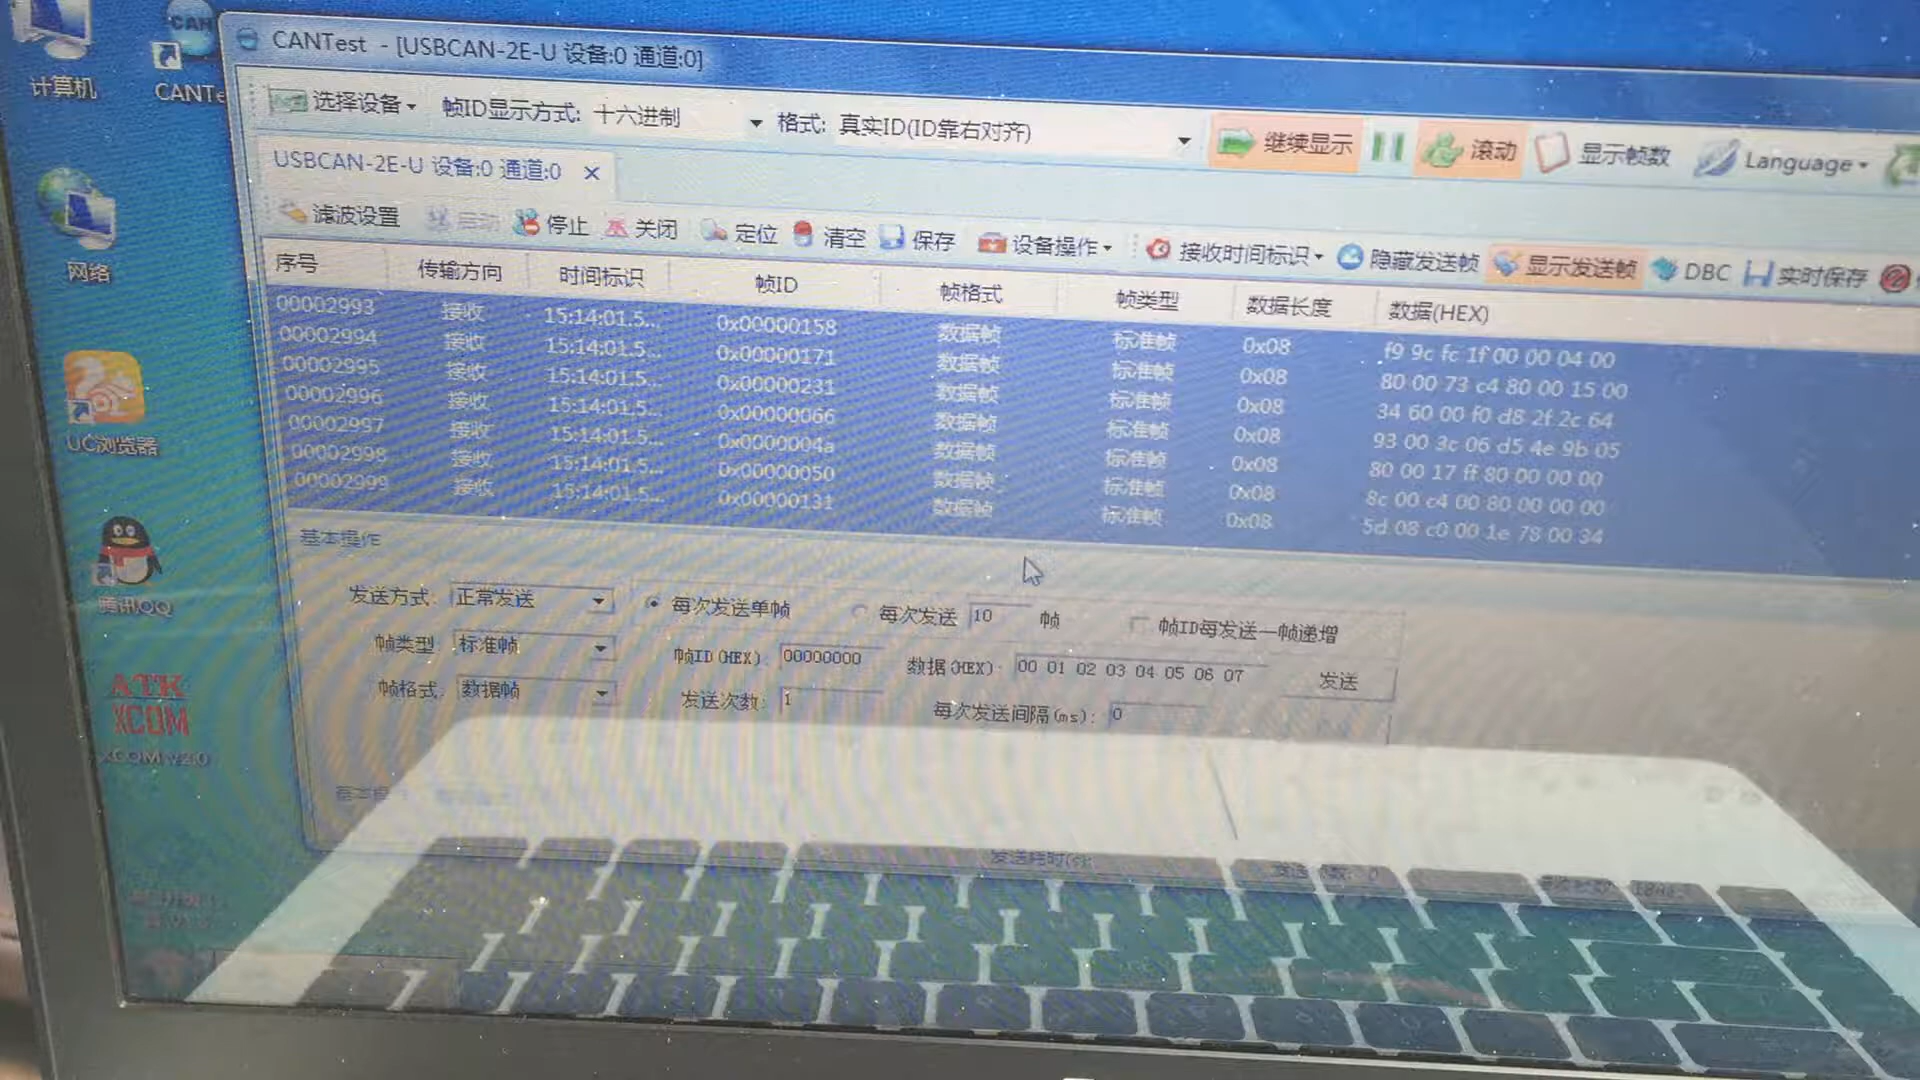 CANTest - [USBCAN-2E-U 设备:0 通道:0]
计算机
CANTe
选择设备 帧ID显示方式: 十六进制 格式: 真实ID(ID靠右对齐) 继续显示 滚动 显示帧数 Language
USBCAN-2E-U 设备:0 通道:0
滤波设置 启动 停止 关闭 定位 清空 保存 设备操作 接收时间标识 隐藏发送帧 显示发送帧 DBC 实时保存
网络
序号 传输方向 时间标识 帧ID 帧格式 帧类型 数据长度 数据(HEX)
00002993 接收 15:14:01.5... 0x00000158 数据帧 标准帧 0x08 f9 9c fc 1f 00 00 04 00
00002994 接收 15:14:01.5... 0x00000171 数据帧 标准帧 0x08 80 00 73 c4 80 00 15 00
00002995 接收 15:14:01.5... 0x00000231 数据帧 标准帧 0x08 34 60 00 f0 d8 2f 2c 64
00002996 接收 15:14:01.5... 0x00000066 数据帧 标准帧 0x08 93 00 3c 06 d5 4e 9b 05
00002997 接收 15:14:01.5... 0x0000004a 数据帧 标准帧 0x08 80 00 17 ff 80 00 00 00
00002998 接收 15:14:01.5... 0x00000050 数据帧 标准帧 0x08 8c 00 c4 00 80 00 00 00
00002999 接收 15:14:01.5... 0x00000131 数据帧 标准帧 0x08 5d 08 c0 00 1e 78 00 34
UC浏览器
基本操作
发送方式: 正常发送 每次发送单帧 每次发送 10 帧 帧ID每发送一帧递增
腾讯QQ
帧类型: 标准帧 帧ID(HEX): 00000000 数据(HEX): 00 01 02 03 04 05 06 07 发送
帧格式: 数据帧 发送次数: 1 每次发送间隔(ms): 0
ATK
XCOM
XCOM V2.0